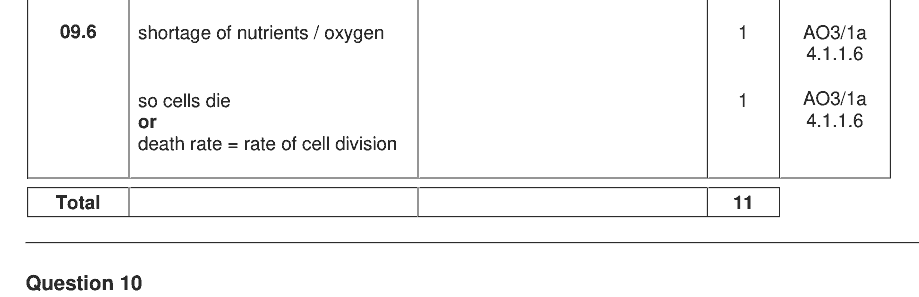 09.6 shortage of nutrients / oxygen 1 AO3/1a
4.1.1.6
so cells die 1 AO3/1a
or 4.1.1.6
death rate = rate of cell division
Total 11
Question 10